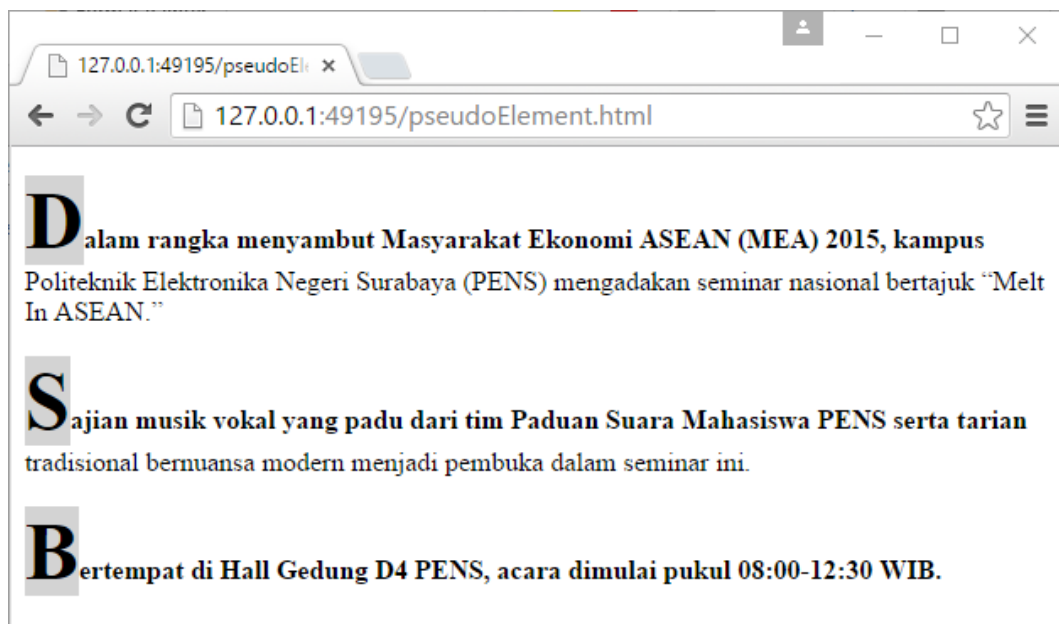 127.0.0.1:49195/pseudoEl
127.0.0.1:49195/pseudoElement.html
Dalam rangka menyambut Masyarakat Ekonomi ASEAN (MEA) 2015, kampus
Politeknik Elektronika Negeri Surabaya (PENS) mengadakan seminar nasional bertajuk “Melt
In ASEAN.”
Sajian musik vokal yang padu dari tim Paduan Suara Mahasiswa PENS serta tarian
tradisional bernuansa modern menjadi pembuka dalam seminar ini.
Bertempat di Hall Gedung D4 PENS, acara dimulai pukul 08:00-12:30 WIB.